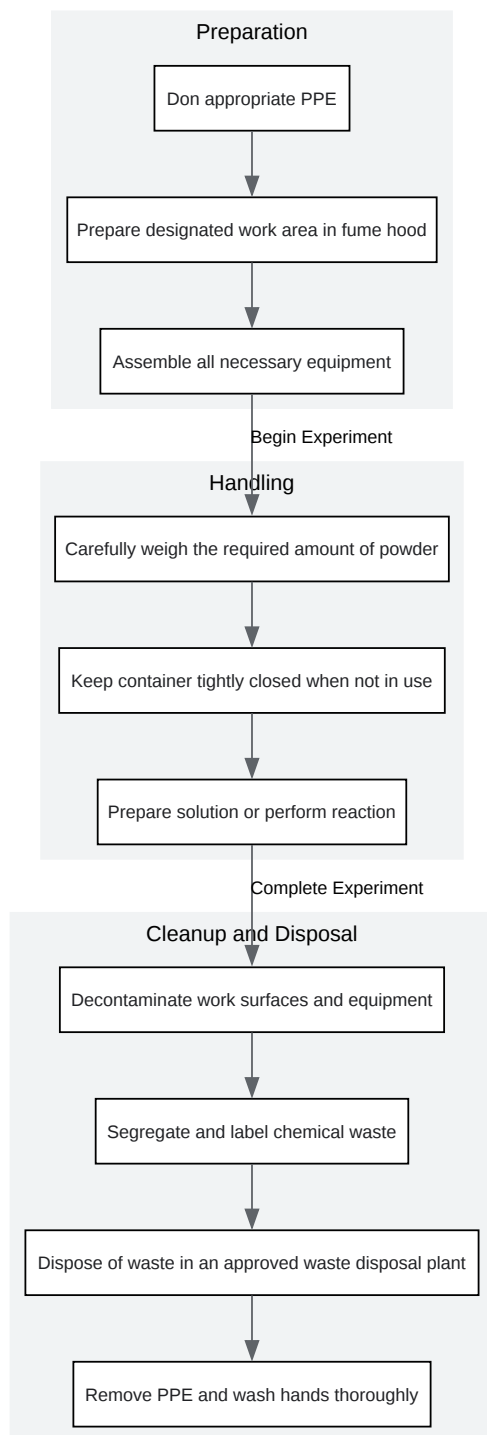 Preparation
Don appropriate PPE
Prepare designated work area in fume hood
Assemble all necessary equipment
Begin Experiment
Handling
Carefully weigh the required amount of powder
Keep container tightly closed when not in use
Prepare solution or perform reaction
Complete Experiment
Cleanup and Disposal
Decontaminate work surfaces and equipment
Segregate and label chemical waste
Dispose of waste in an approved waste disposal plant
Remove PPE and wash hands thoroughly